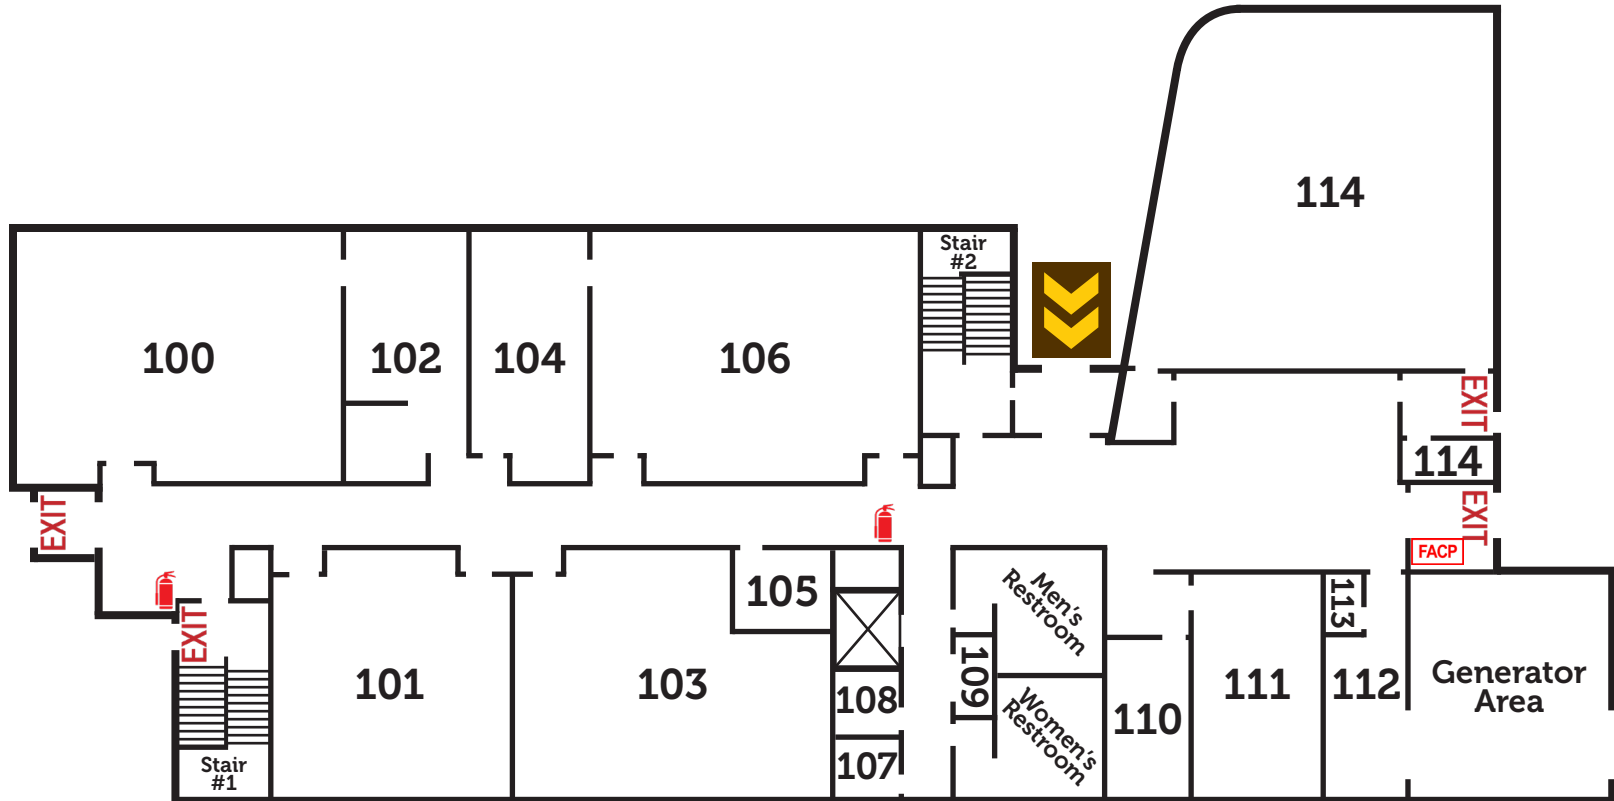 114
Stair
#2
100
102
104
106
EXIT
114
EXIT
EXIT
FACP
EXIT
101
103
105
108
107
109
Men's
Restroom
Women's
Restroom
110
111
113
112
Generator
Area
Stair
#1